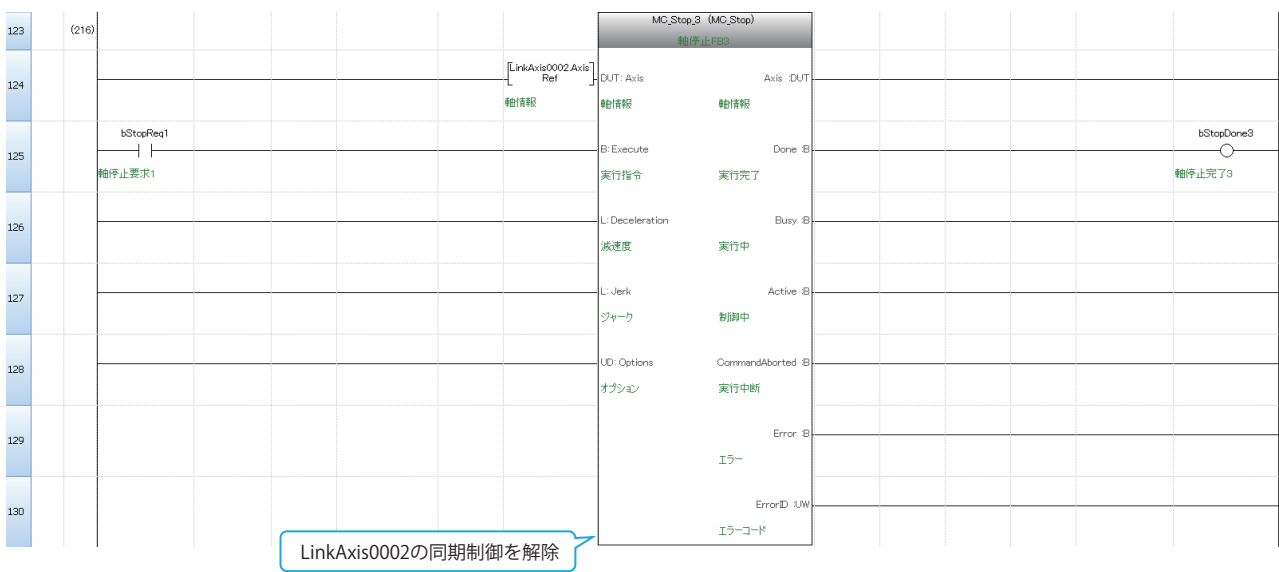 123
(216)
MC_Stop_3 (MC_Stop)
軸停止FB3
124
LinkAxis0002.Axis
Ref
DUT: Axis
Axis :DUT
軸情報
軸情報
軸情報
125
bStopReq1
B: Execute
Done :B
bStopDone3
軸停止要求1
実行指令
実行完了
軸停止完了3
126
L: Deceleration
Busy :B
減速度
実行中
127
L: Jerk
Active :B
ジャーク
制御中
128
UD: Options
CommandAborted :B
オプション
実行中断
129
Error :B
エラー
130
ErrorID :UW
エラーコード
LinkAxis0002の同期制御を解除